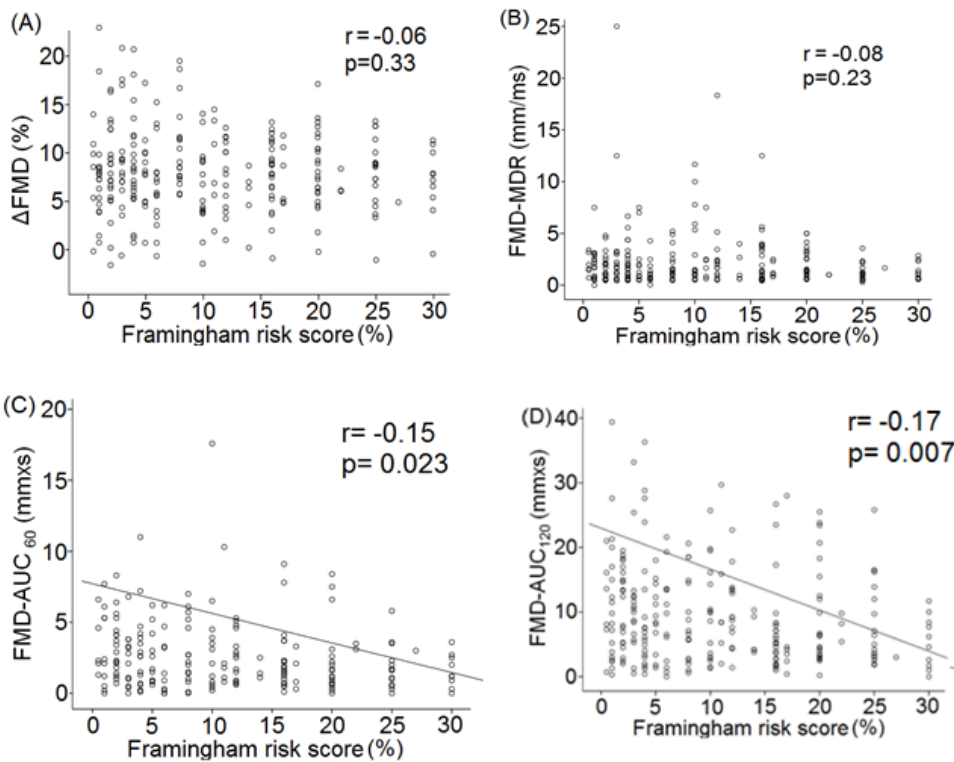 (A)
r = -0.06
p=0.33
ΔFMD (%)
20
15
10
5
0
0 5 10 15 20 25 30
Framingham risk score (%)
(B)
r = -0.08
p=0.23
FMD-MDR (mm/ms)
25
20
15
10
5
0
0 5 10 15 20 25 30
Framingham risk score (%)
(C)
r= -0.15
p= 0.023
FMD-AUC 60 (mmxs)
20
15
10
5
0
0 5 10 15 20 25 30
Framingham risk score (%)
(D)
r= -0.17
p= 0.007
FMD-AUC120 (mmxs)
40
30
20
10
0
0 5 10 15 20 25 30
Framingham risk score (%)